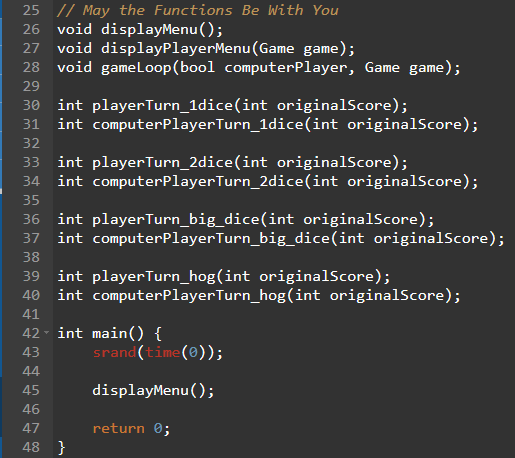 25 // May the Functions Be With You
26 void displayMenu();
27 void displayPlayerMenu(Game game);
28 void gameLoop(bool computerPlayer, Game game);
29
30 int playerTurn_1dice(int originalScore);
31 int computerPlayerTurn_1dice(int originalScore);
32
33 int playerTurn_2dice(int originalScore);
34 int computerPlayerTurn_2dice(int originalScore);
35
36 int playerTurn_big_dice(int originalScore);
37 int computerPlayerTurn_big_dice(int originalScore);
38
39 int playerTurn_hog(int originalScore);
40 int computerPlayerTurn_hog(int originalScore);
41
42 int main() {
43     srand(time(0));
44
45     displayMenu();
46
47     return 0;
48 }